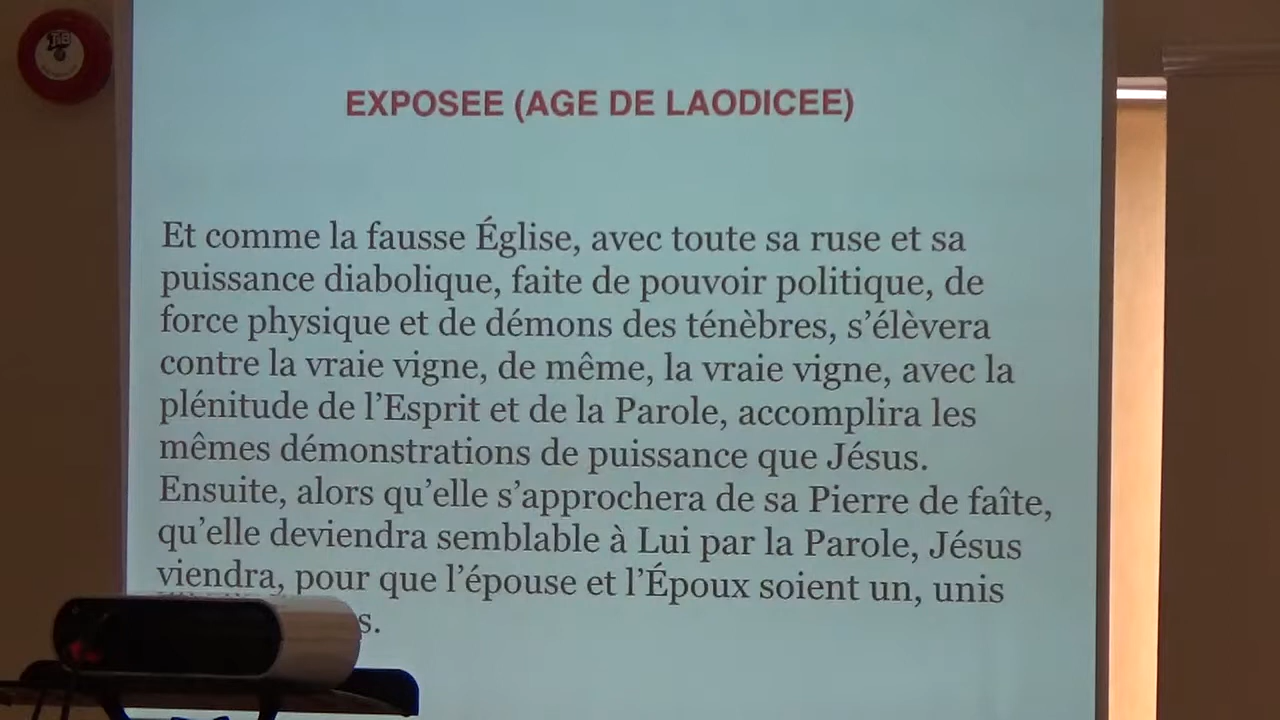 EXPOSEE (AGE DE LAODICEE)
Et comme la fausse Église, avec toute sa ruse et sa
puissance diabolique, faite de pouvoir politique, de
force physique et de démons des ténèbres, s’élèvera
contre la vraie vigne, de même, la vraie vigne, avec la
plénitude de l’Esprit et de la Parole, accomplira les
mêmes démonstrations de puissance que Jésus.
Ensuite, alors qu’elle s’approchera de sa Pierre de faîte,
qu’elle deviendra semblable à Lui par la Parole, Jésus
viendra, pour que l’épouse et l’Époux soient un, unis